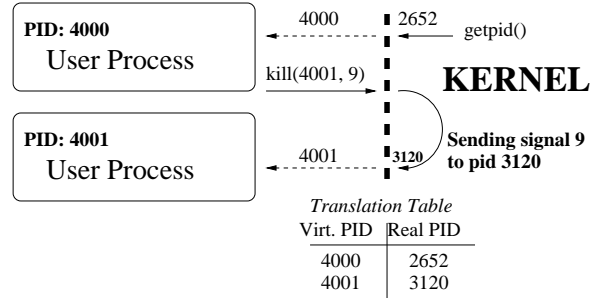 PID: 4000
User Process
4000
2652
getpid()
kill(4001, 9)
KERNEL
PID: 4001
User Process
4001
3120
Sending signal 9
to pid 3120
Translation Table
Virt. PID Real PID
4000 2652
4001 3120